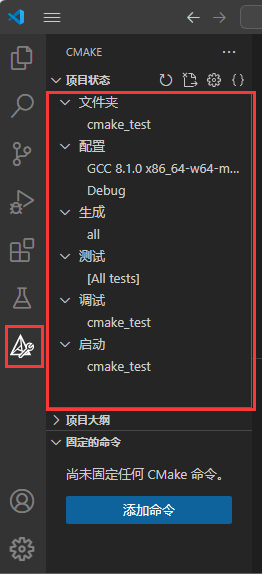 CMAKE
项目状态
文件夹
cmake_test
配置
GCC 8.1.0 x86_64-w64-m...
Debug
生成
all
测试
[All tests]
调试
cmake_test
启动
cmake_test
项目大纲
固定的命令
尚未固定任何 CMake 命令。
添加命令